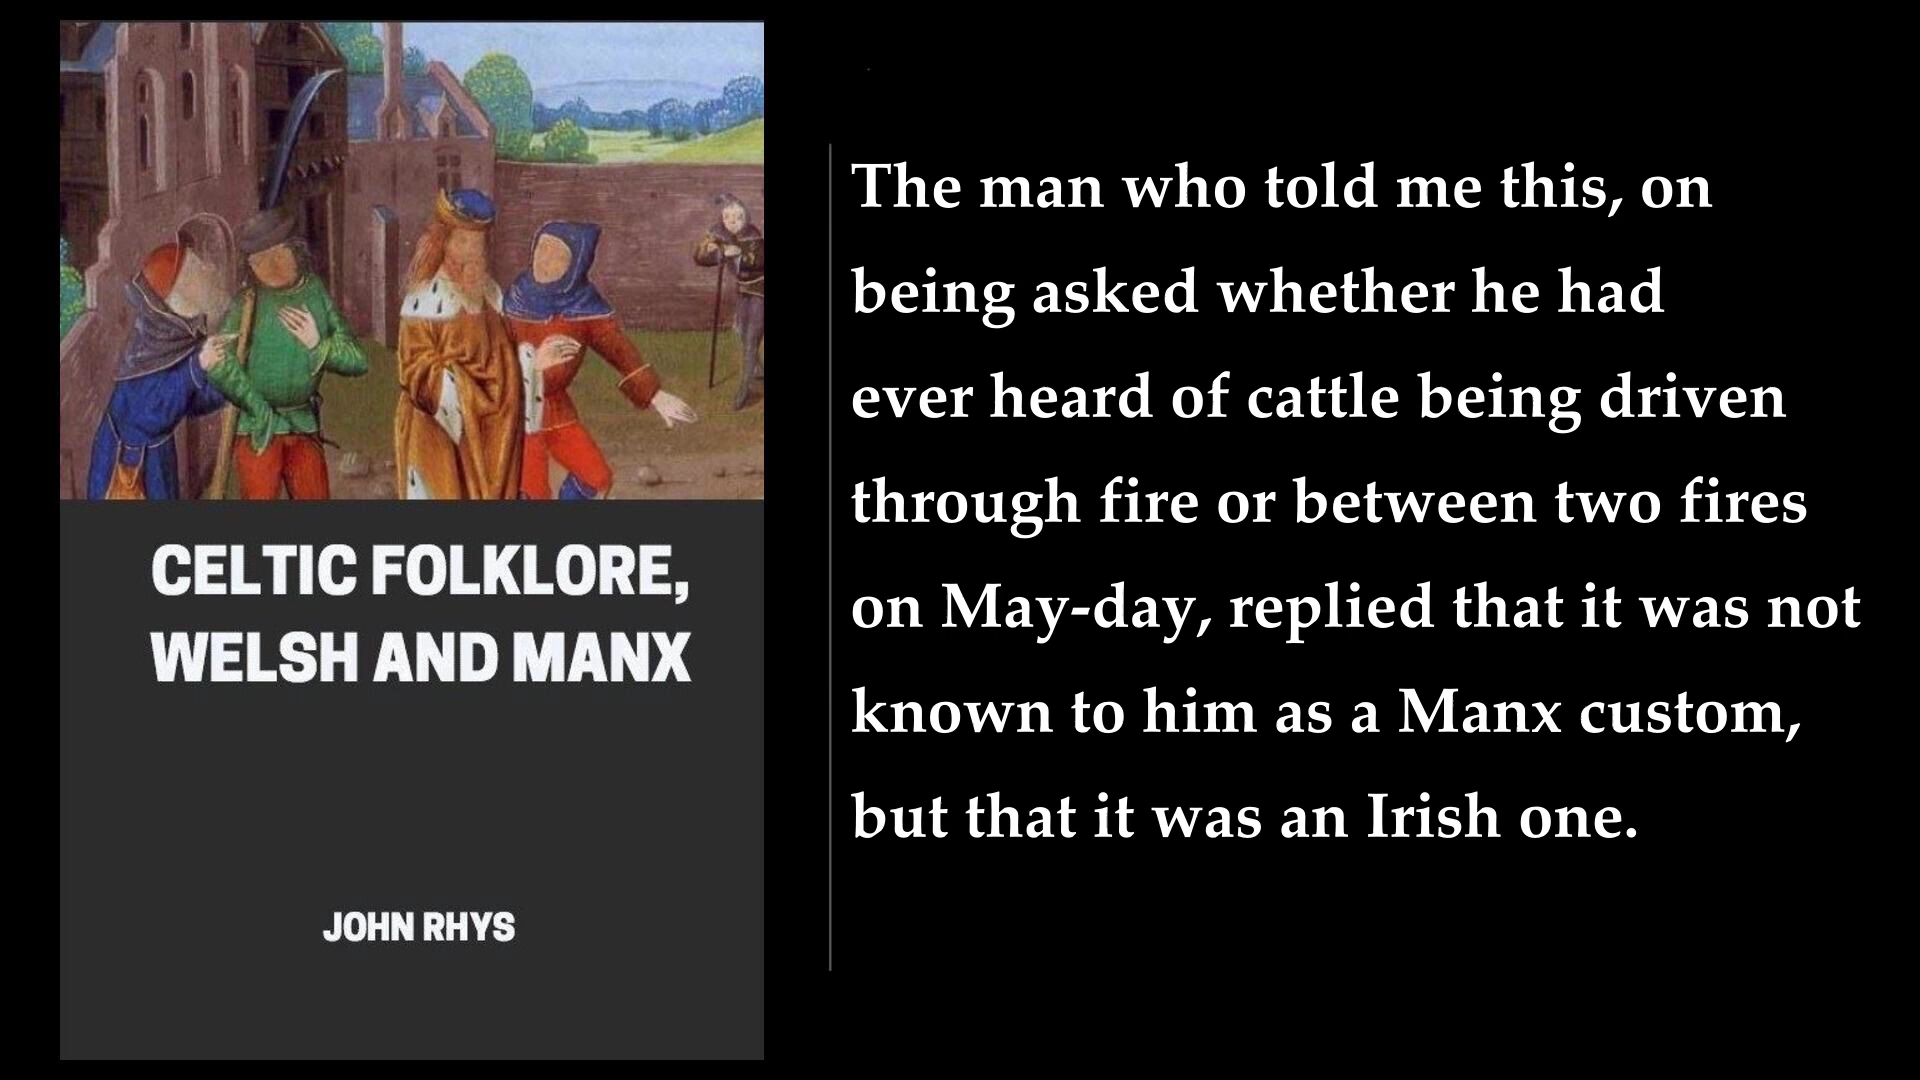 CELTIC FOLKLORE,
WELSH AND MANX
JOHN RHYS
The man who told me this, on
being asked whether he had
ever heard of cattle being driven
through fire or between two fires
on May-day, replied that it was not
known to him as a Manx custom,
but that it was an Irish one.